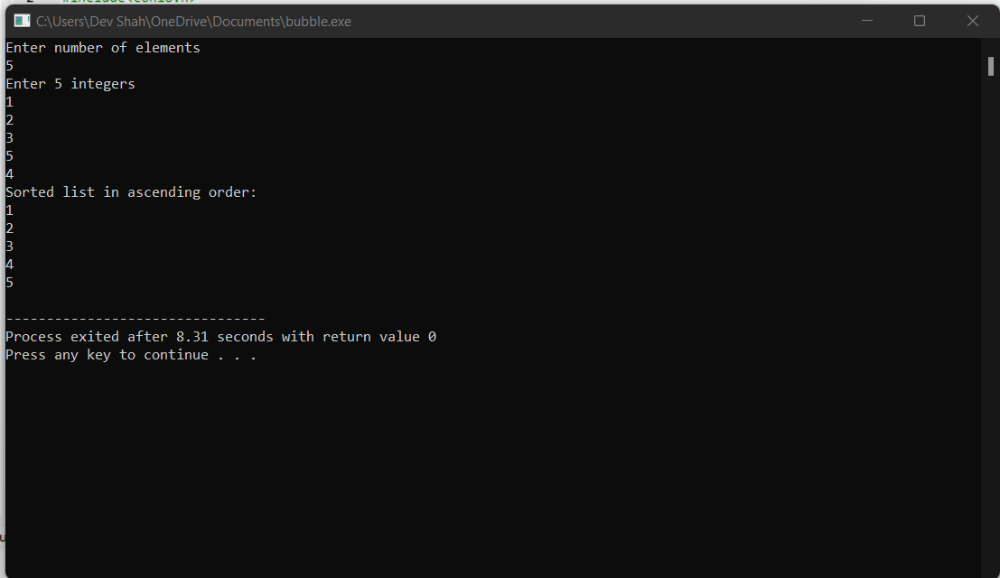 C:\Users\Dev Shah\OneDrive\Documents\bubble.exe
Enter number of elements
5
Enter 5 integers
1
2
3
5
4
Sorted list in ascending order:
1
2
3
4
5
--------------------------------
Process exited after 8.31 seconds with return value 0
Press any key to continue . . .